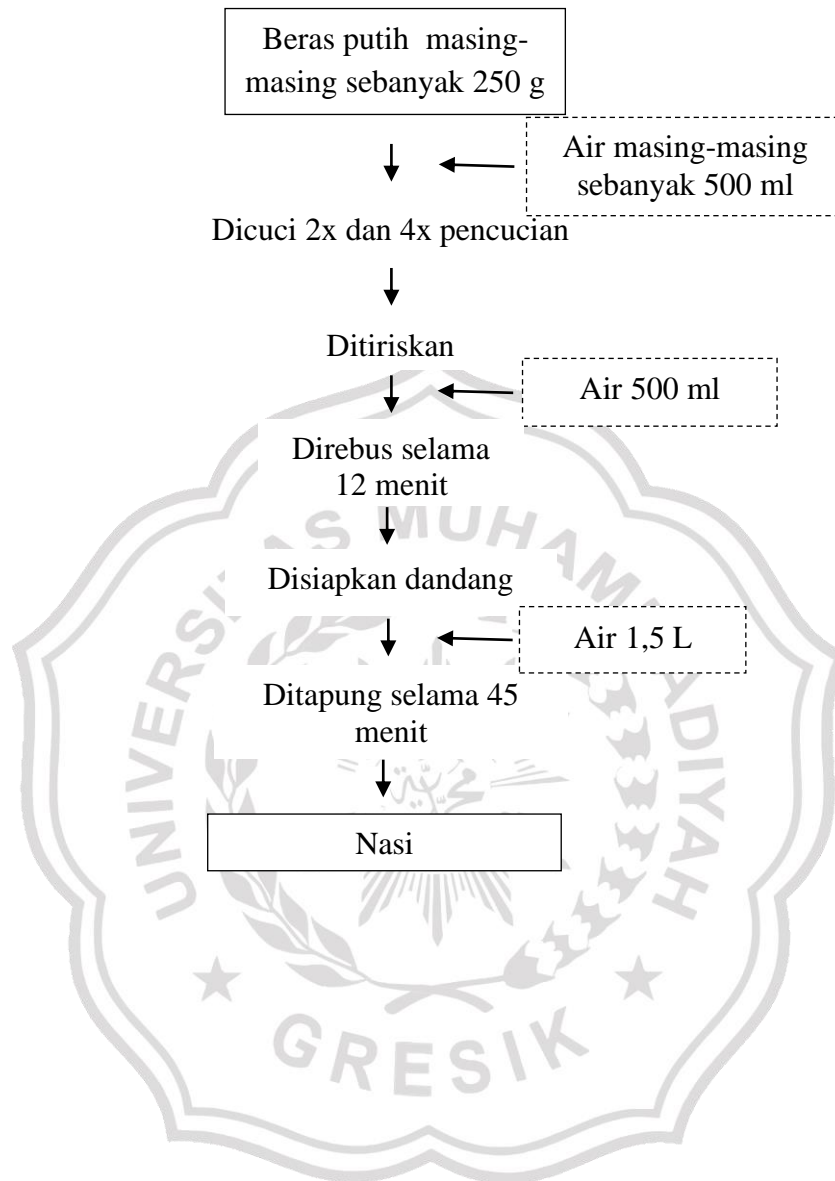 Beras putih masing-
masing sebanyak 250 g
Air masing-masing
sebanyak 500 ml
Dicuci 2x dan 4x pencucian
Ditiriskan
Air 500 ml
Direbus selama
12 menit
Disiapkan dandang
Air 1,5 L
Ditapung selama 45
menit
Nasi
GRESIK